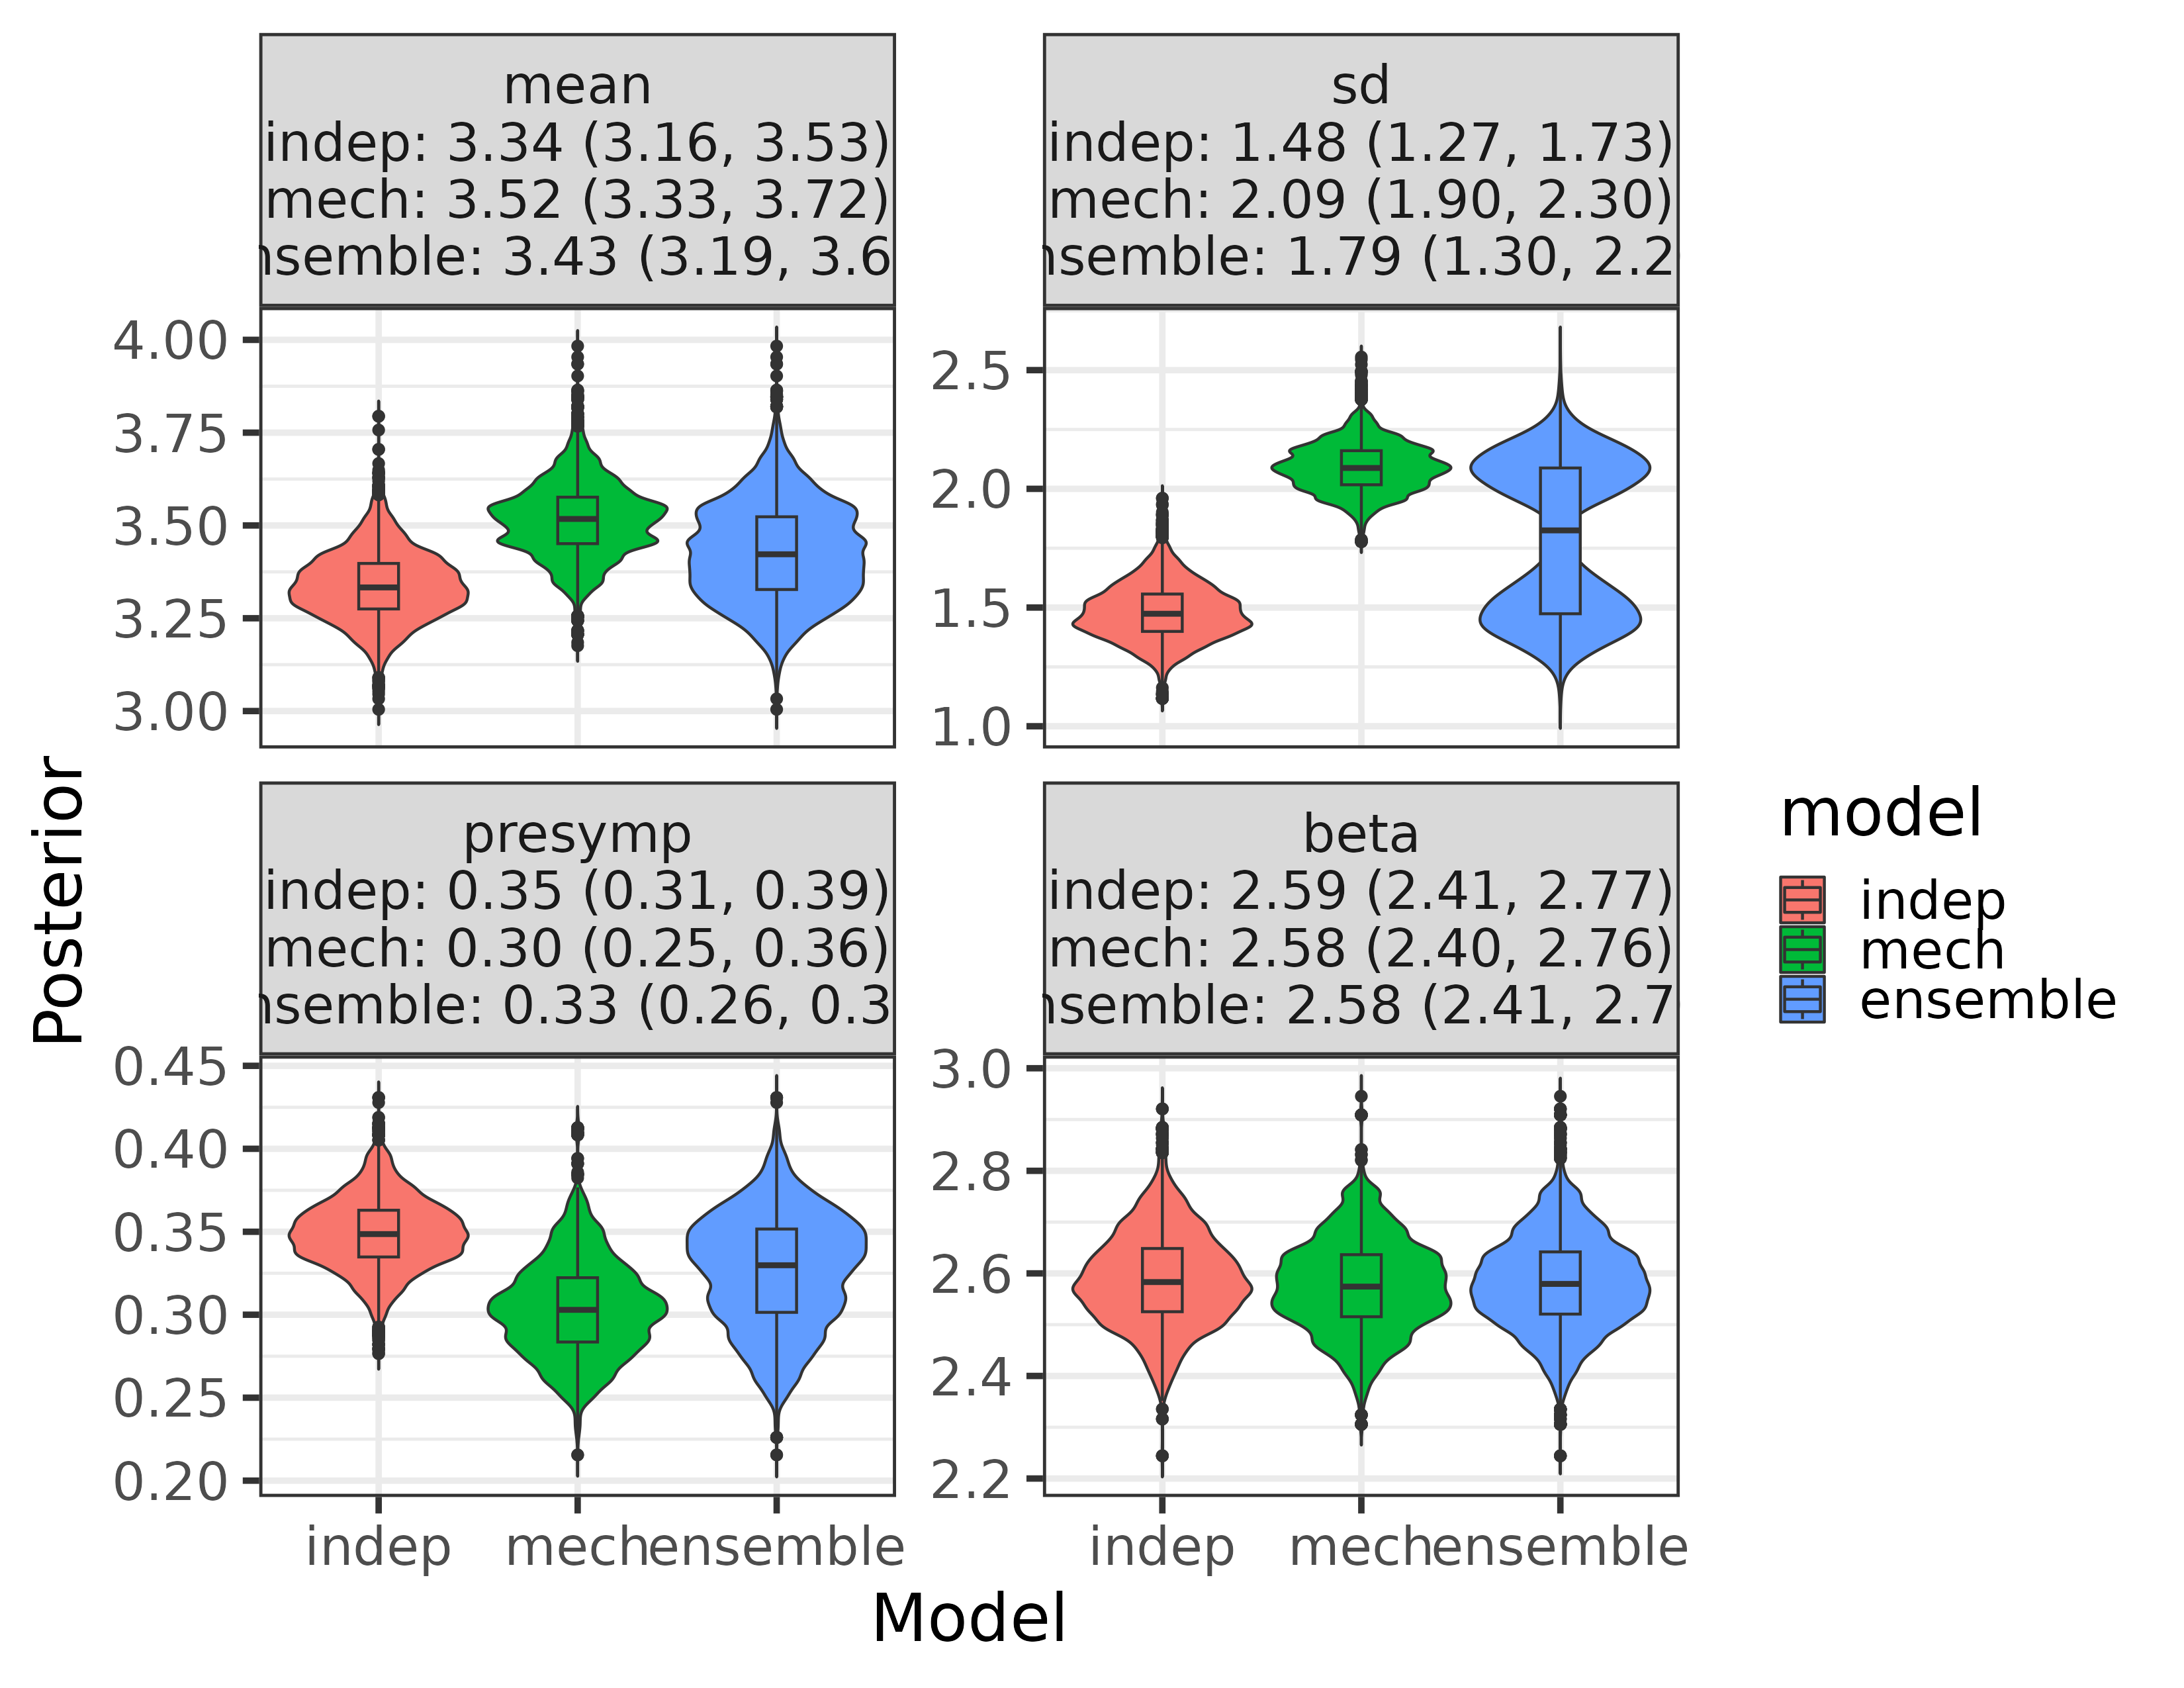 mean
indep: 3.34 (3.16, 3.53)
mech: 3.52 (3.33, 3.72)
nsemble: 3.43 (3.19, 3.6
sd
indep: 1.48 (1.27, 1.73)
mech: 2.09 (1.90, 2.30)
nsemble: 1.79 (1.30, 2.2
4.00
3.75
3.50
3.25
3.00
2.5
2.0
1.5
1.0
presymp
indep: 0.35 (0.31, 0.39)
mech: 0.30 (0.25, 0.36)
nsemble: 0.33 (0.26, 0.3
beta
indep: 2.59 (2.41, 2.77)
mech: 2.58 (2.40, 2.76)
nsemble: 2.58 (2.41, 2.7
0.45
0.40
0.35
0.30
0.25
0.20
3.0
2.8
2.6
2.4
2.2
indep mech ensemble
indep mech ensemble
Model
Posterior
model
indep
mech
ensemble